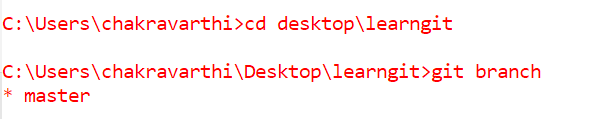 C:\Users\chakravarthi>cd desktop\learngit
C:\Users\chakravarthi\Desktop\learngit>git branch
* master